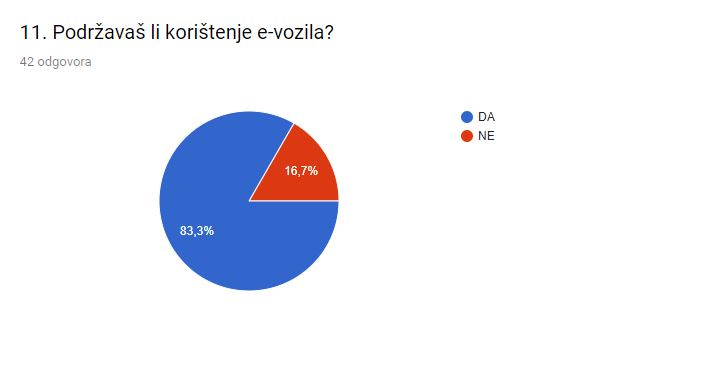 11. Podržavaš li korištenje e-vozila?
42 odgovora
DA
NE
16,7%
83,3%